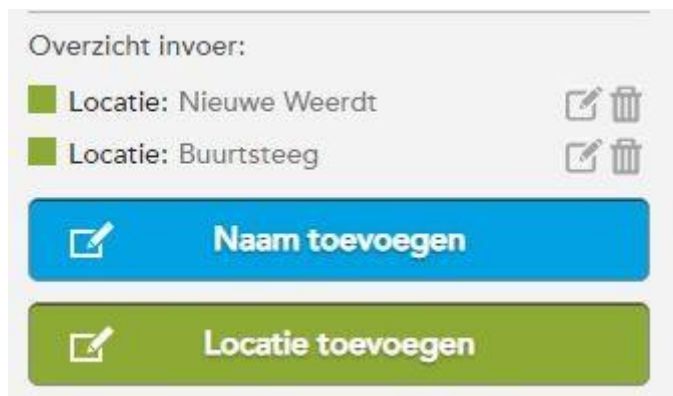 Overzicht invoer:
Locatie: Nieuwe Weerdt
Locatie: Buurtsteeg
Naam toevoegen
Locatie toevoegen